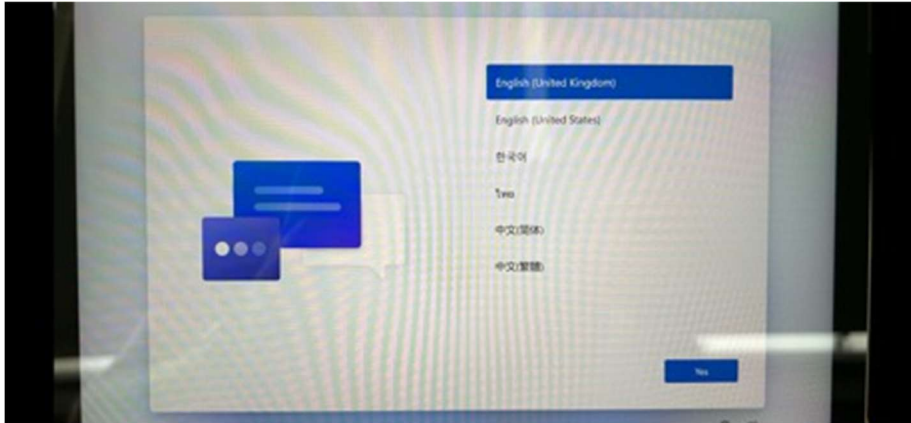 English (United Kingdom)
English (United States)
한국어
ไทย
中文(简体)
中文(繁體)
Yes